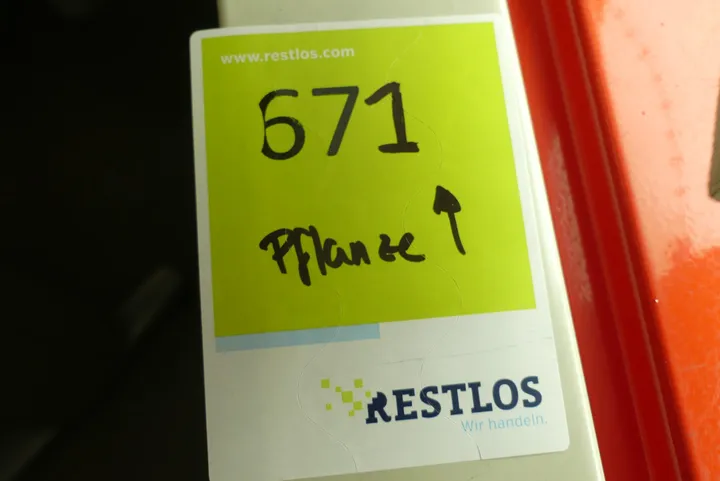 www.restlos.com
671
Pflanze ↑
RESTLOS
Wir handeln.